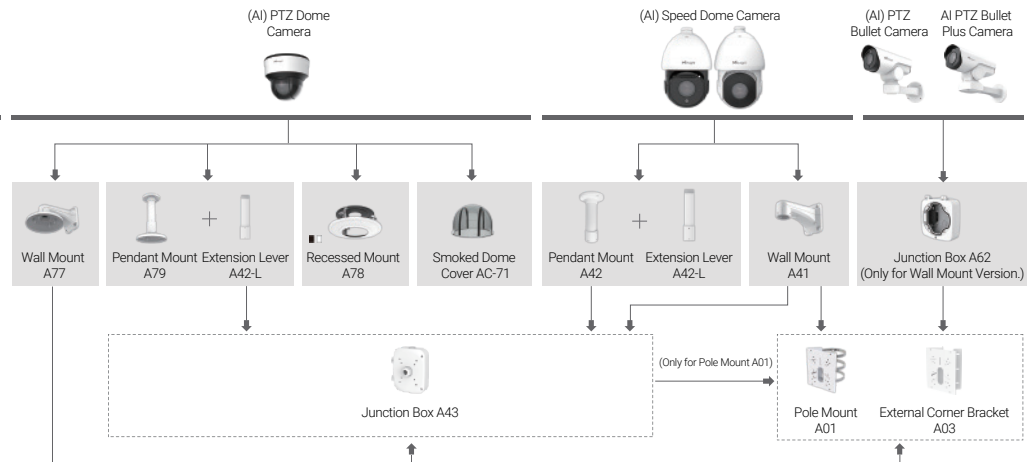 (AI) PTZ Dome
Camera
(AI) Speed Dome Camera
(AI) PTZ
Bullet Camera
AI PTZ Bullet
Plus Camera
Wall Mount
A77
Pendant Mount
A79
+
Extension Lever
A42-L
Recessed Mount
A78
Smoked Dome
Cover AC-71
Pendant Mount
A42
+
Extension Lever
A42-L
Wall Mount
A41
Junction Box A62
(Only for Wall Mount Version.)
Junction Box A43
(Only for Pole Mount A01)
Pole Mount
A01
External Corner Bracket
A03